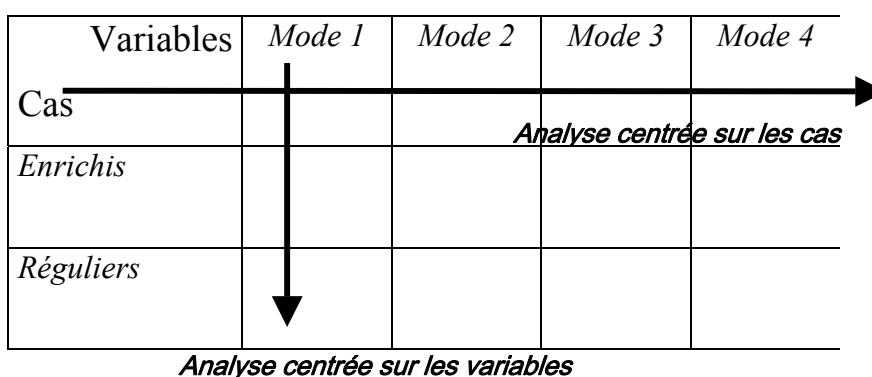 Variables Mode 1 Mode 2 Mode 3 Mode 4
Cas
Analyse centrée sur les cas
Enrichis
Réguliers
Analyse centrée sur les variables